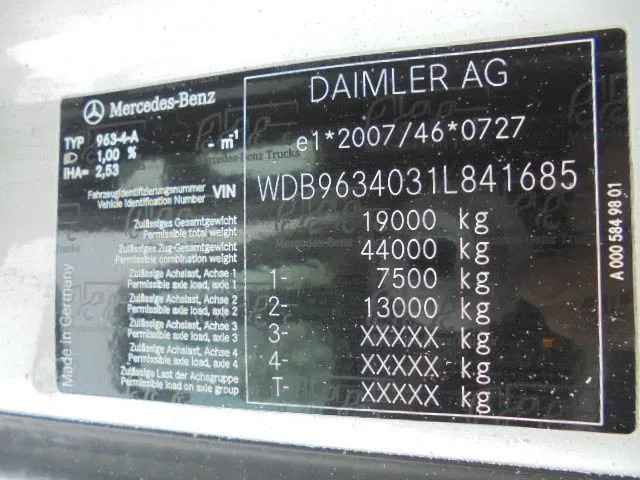 Mercedes-Benz
TYP 963-4-A - m⁻¹
1,00 %
IHA= 2,53
DAIMLER AG
e1*2007/46*0727
Fahrzeugidentifizierungsnummer
Vehicle Identification Number VIN WDB9634031L841685
Zulässiges Gesamtgewicht
Permissible total weight 19000 kg
Zulässiges Zug-Gesamtgewicht
Permissible combination weight 44000 kg
Zulässige Achslast, Achse 1
Permissible axle load, axle 1 1- 7500 kg
Zulässige Achslast, Achse 2
Permissible axle load, axle 2 2- 13000 kg
Zulässige Achslast, Achse 3
Permissible axle load, axle 3 3- XXXXX kg
Zulässige Achslast, Achse 4
Permissible axle load, axle 4 4- XXXXX kg
Zulässige Last der Achsgruppe
Permissible load on axle group T- XXXXX kg
Made in Germany
A 000 584 98 01
Mercedes-Benz Trucks